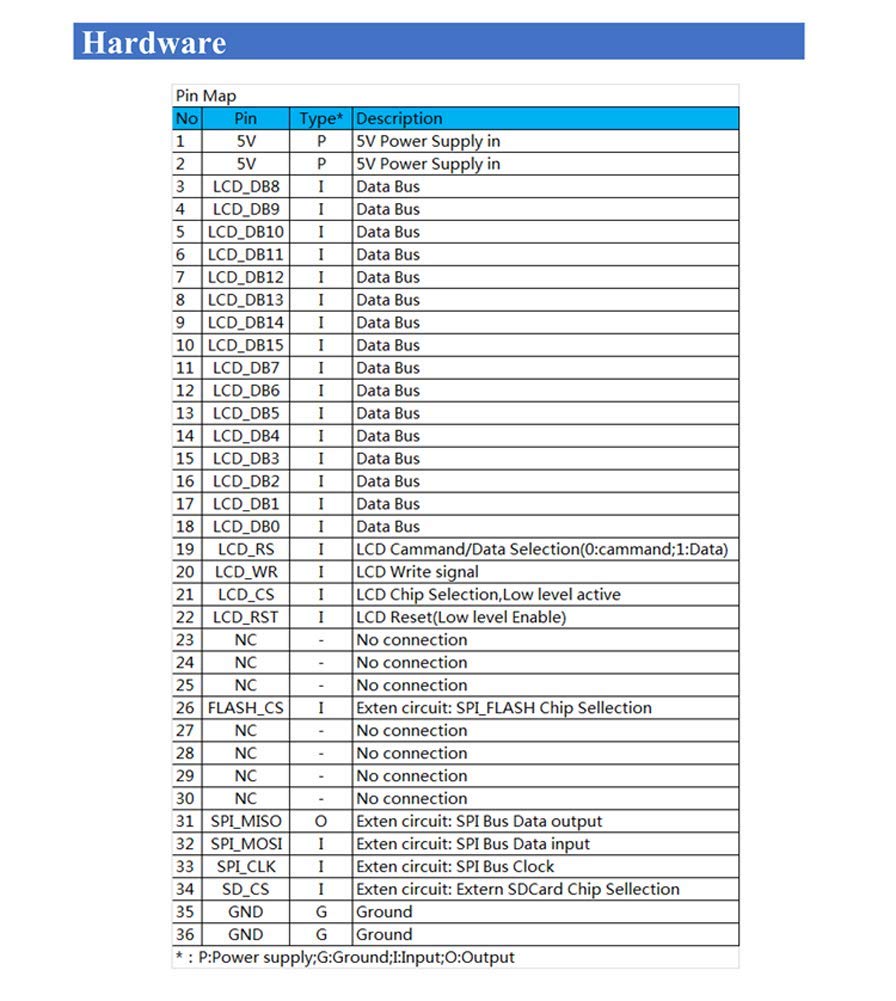 Hardware
Pin Map
No Pin Type* Description
1 5V P 5V Power Supply in
2 5V P 5V Power Supply in
3 LCD_DB8 I Data Bus
4 LCD_DB9 I Data Bus
5 LCD_DB10 I Data Bus
6 LCD_DB11 I Data Bus
7 LCD_DB12 I Data Bus
8 LCD_DB13 I Data Bus
9 LCD_DB14 I Data Bus
10 LCD_DB15 I Data Bus
11 LCD_DB7 I Data Bus
12 LCD_DB6 I Data Bus
13 LCD_DB5 I Data Bus
14 LCD_DB4 I Data Bus
15 LCD_DB3 I Data Bus
16 LCD_DB2 I Data Bus
17 LCD_DB1 I Data Bus
18 LCD_DB0 I Data Bus
19 LCD_RS I LCD Cammand/Data Selection(0:cammand;1:Data)
20 LCD_WR I LCD Write signal
21 LCD_CS I LCD Chip Selection,Low level active
22 LCD_RST I LCD Reset(Low level Enable)
23 NC - No connection
24 NC - No connection
25 NC - No connection
26 FLASH_CS I Exten circuit: SPI_FLASH Chip Sellection
27 NC - No connection
28 NC - No connection
29 NC - No connection
30 NC - No connection
31 SPI_MISO O Exten circuit: SPI Bus Data output
32 SPI_MOSI I Exten circuit: SPI Bus Data input
33 SPI_CLK I Exten circuit: SPI Bus Clock
34 SD_CS I Exten circuit: Extern SDCard Chip Sellection
35 GND G Ground
36 GND G Ground
* : P:Power supply;G:Ground;I:Input;O:Output